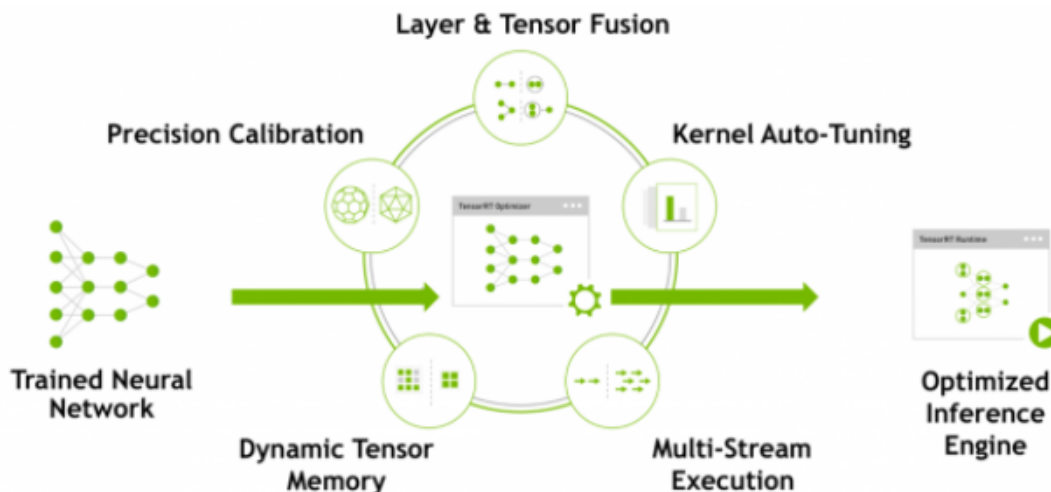 Layer & Tensor Fusion
Precision Calibration
Kernel Auto-Tuning
TensorRT Optimizer
TensorRT Runtime
Trained Neural
Network
Dynamic Tensor
Memory
Multi-Stream
Execution
Optimized
Inference
Engine